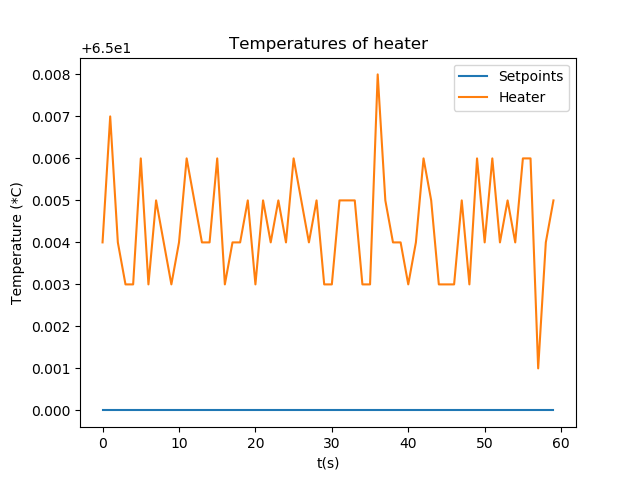 Temperatures of heater
+6.5e1
Setpoints
Heater
Temperature (*C)
0.008
0.007
0.006
0.005
0.004
0.003
0.002
0.001
0.000
0 10 20 30 40 50 60
t(s)